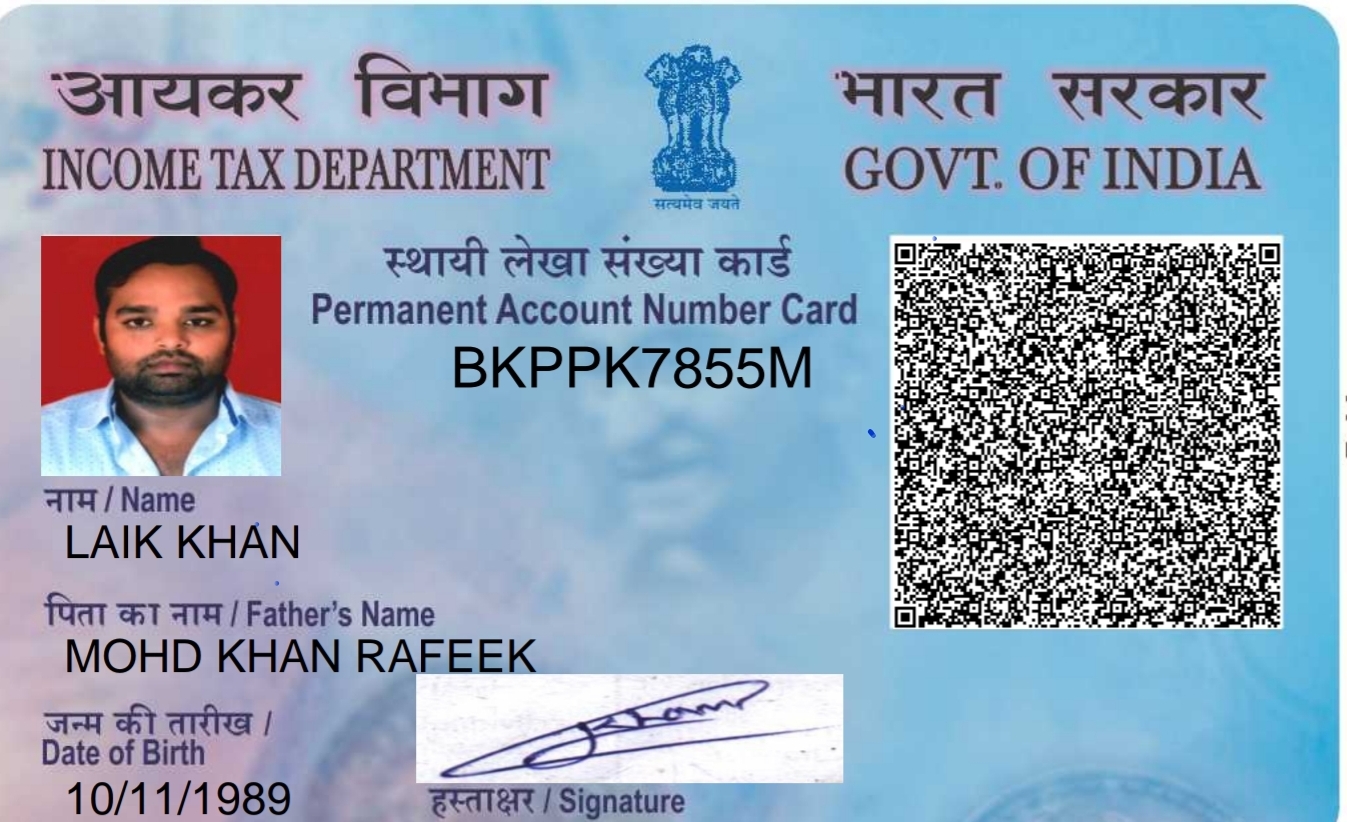 आयकर विभाग
INCOME TAX DEPARTMENT
सत्यमेव जयते
भारत सरकार
GOVT. OF INDIA
स्थायी लेखा संख्या कार्ड
Permanent Account Number Card
BKPPK7855M
नाम / Name
LAIK KHAN
पिता का नाम / Father's Name
MOHD KHAN RAFEEK
जन्म की तारीख /
Date of Birth
10/11/1989
हस्ताक्षर / Signature